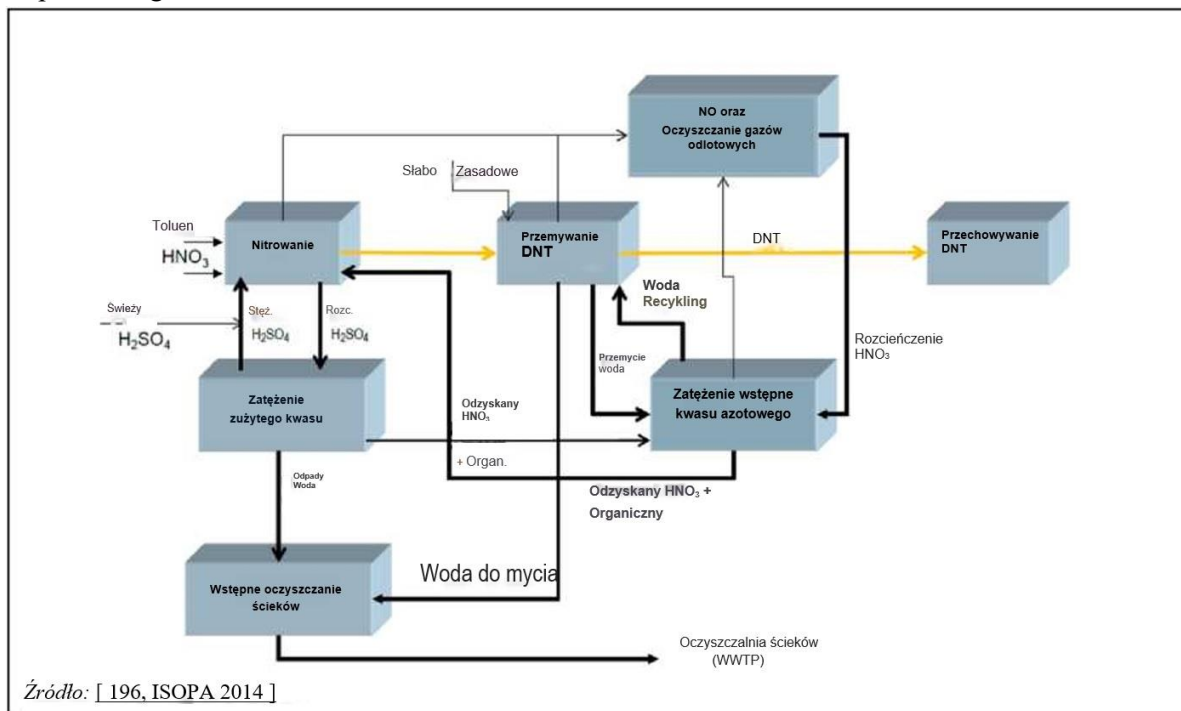 NO oraz
Oczyszczanie gazów
odlotowych
Słabo Zasadowe
Toluen
HNO₃
Nitrowanie
Przemywanie
DNT
DNT
Przechowywanie
DNT
Woda
Recykling
Świeży
H₂SO₄
Stęż.
H₂SO₄
Rozc.
H₂SO₄
Rozcieńczenie
HNO₃
Przemycie
woda
Zatężenie
zużytego kwasu
Zatężenie wstępne
kwasu azotowego
Odzyskany
HNO₃
+ Organ.
Odpady
Woda
Odzyskany HNO₃ +
Organiczny
Woda do mycia
Wstępne oczyszczanie
ścieków
Oczyszczalnia ścieków
(WWTP)
Źródło: [ 196, ISOPA 2014 ]